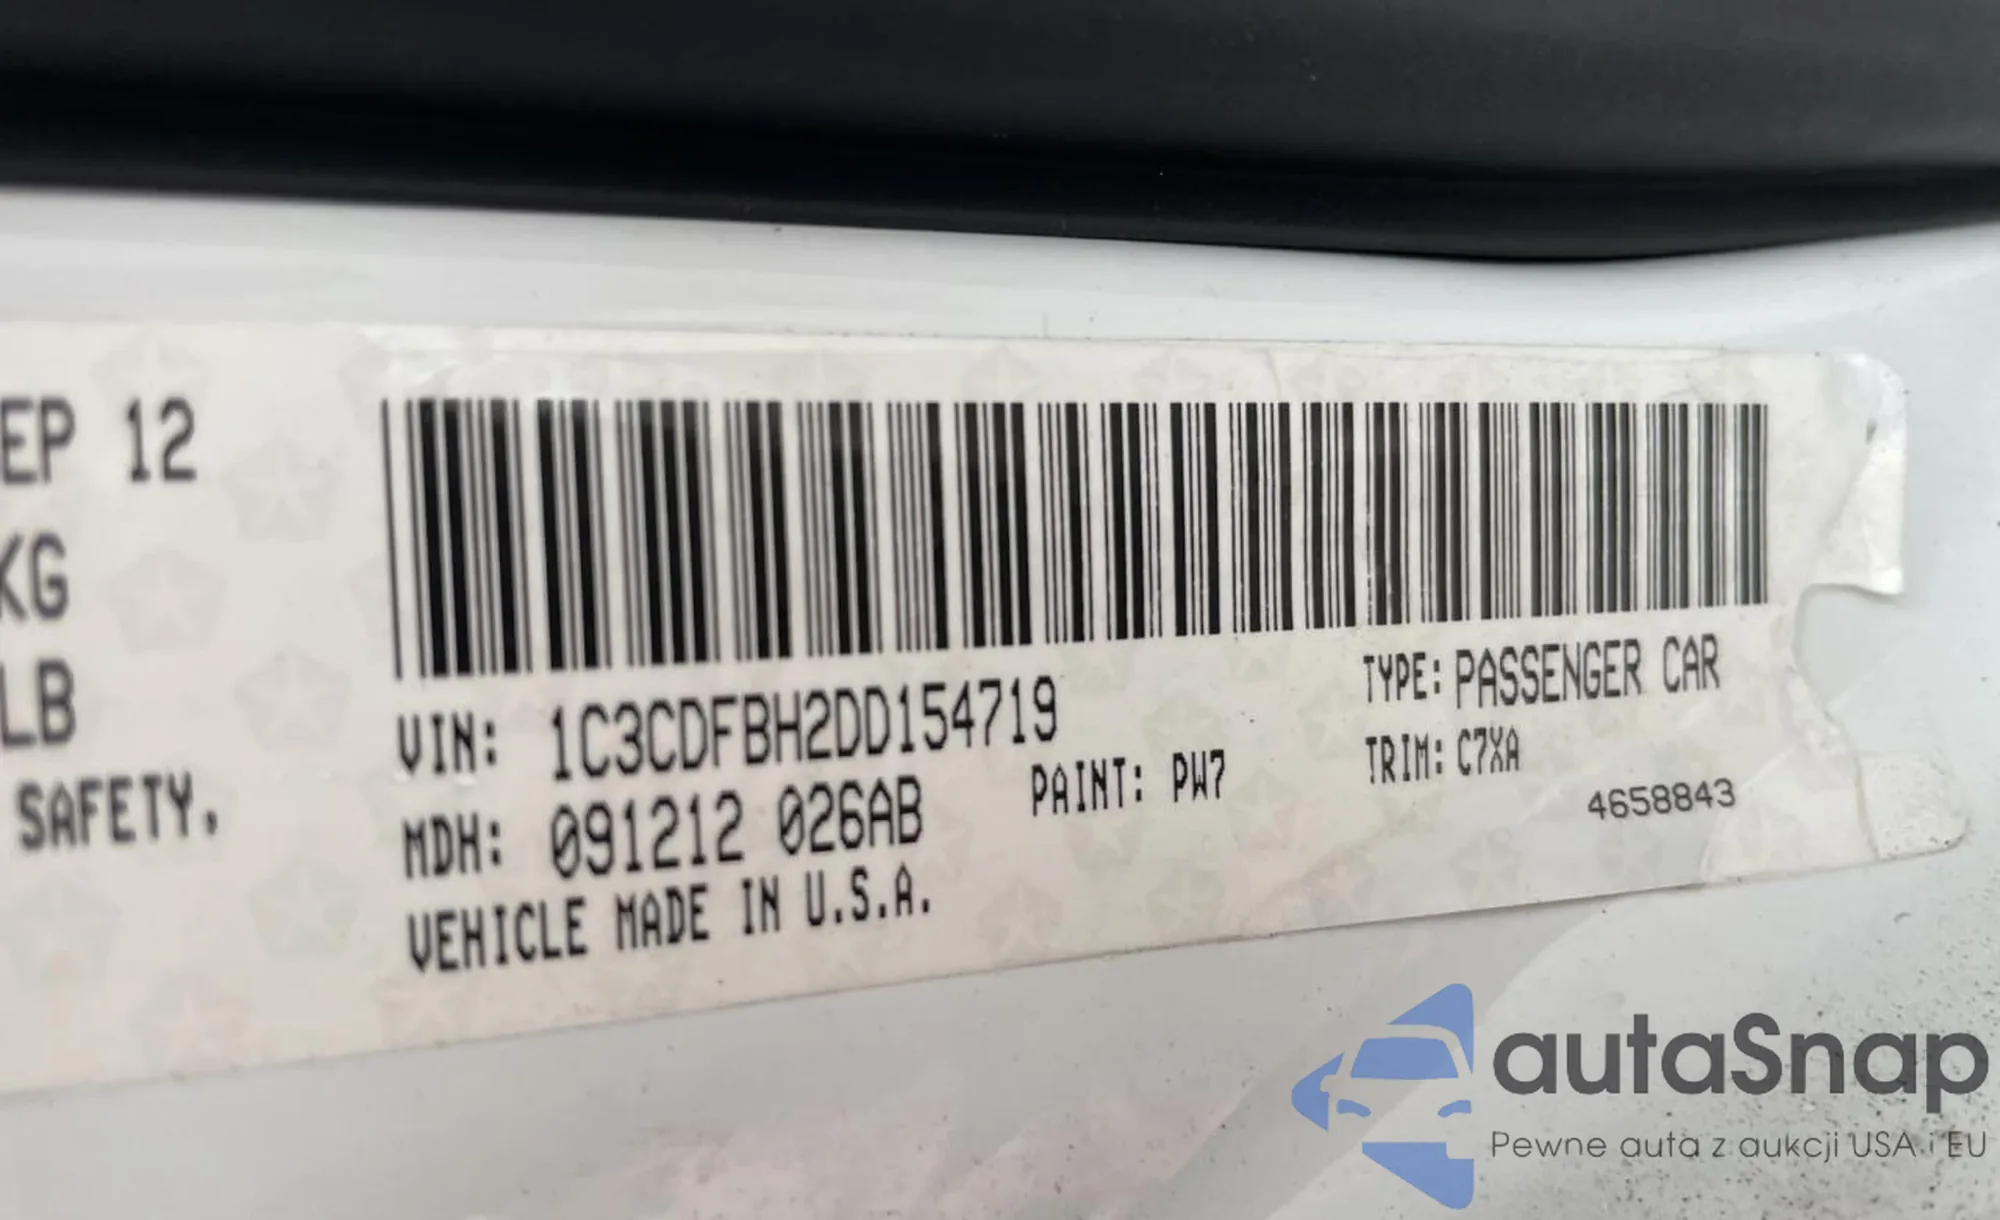 EP 12
KG
LB
SAFETY.
VIN: 1C3CDFBH2DD154719
TYPE: PASSENGER CAR
MDH: 091212 026AB
PAINT: PW7
TRIM: C7XA
4658843
VEHICLE MADE IN U.S.A.
autaSnap
Pewne auta z aukcji USA i EU